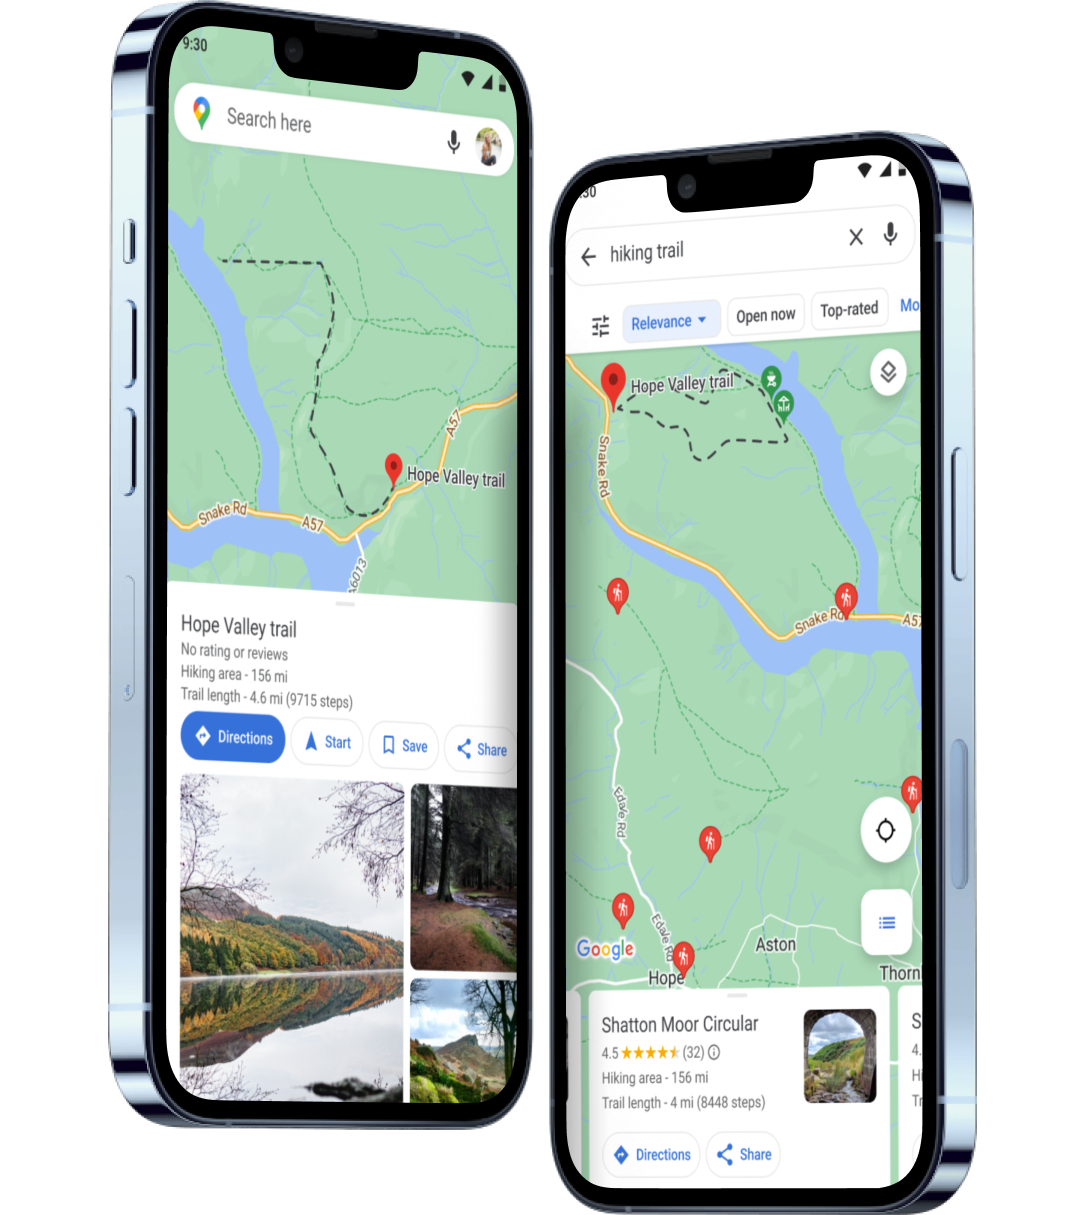 9:30
Search here
A57
Hope Valley trail
Snake Rd
A57
A6013
Hope Valley trail
No rating or reviews
Hiking area - 156 mi
Trail length - 4.6 mi (9715 steps)
Directions
Start
Save
Share
:30
hiking trail
Relevance
Open now
Top-rated
Mo
Hope Valley trail
Snake Rd
Snake Rd
A57
Edale Rd
Edale Rd
Google
Aston
Hope
Thorn
Shatton Moor Circular
4.5 (32)
Hiking area - 156 mi
Trail length - 4 mi (8448 steps)
Directions
Share
S
4.
Hi
Tr